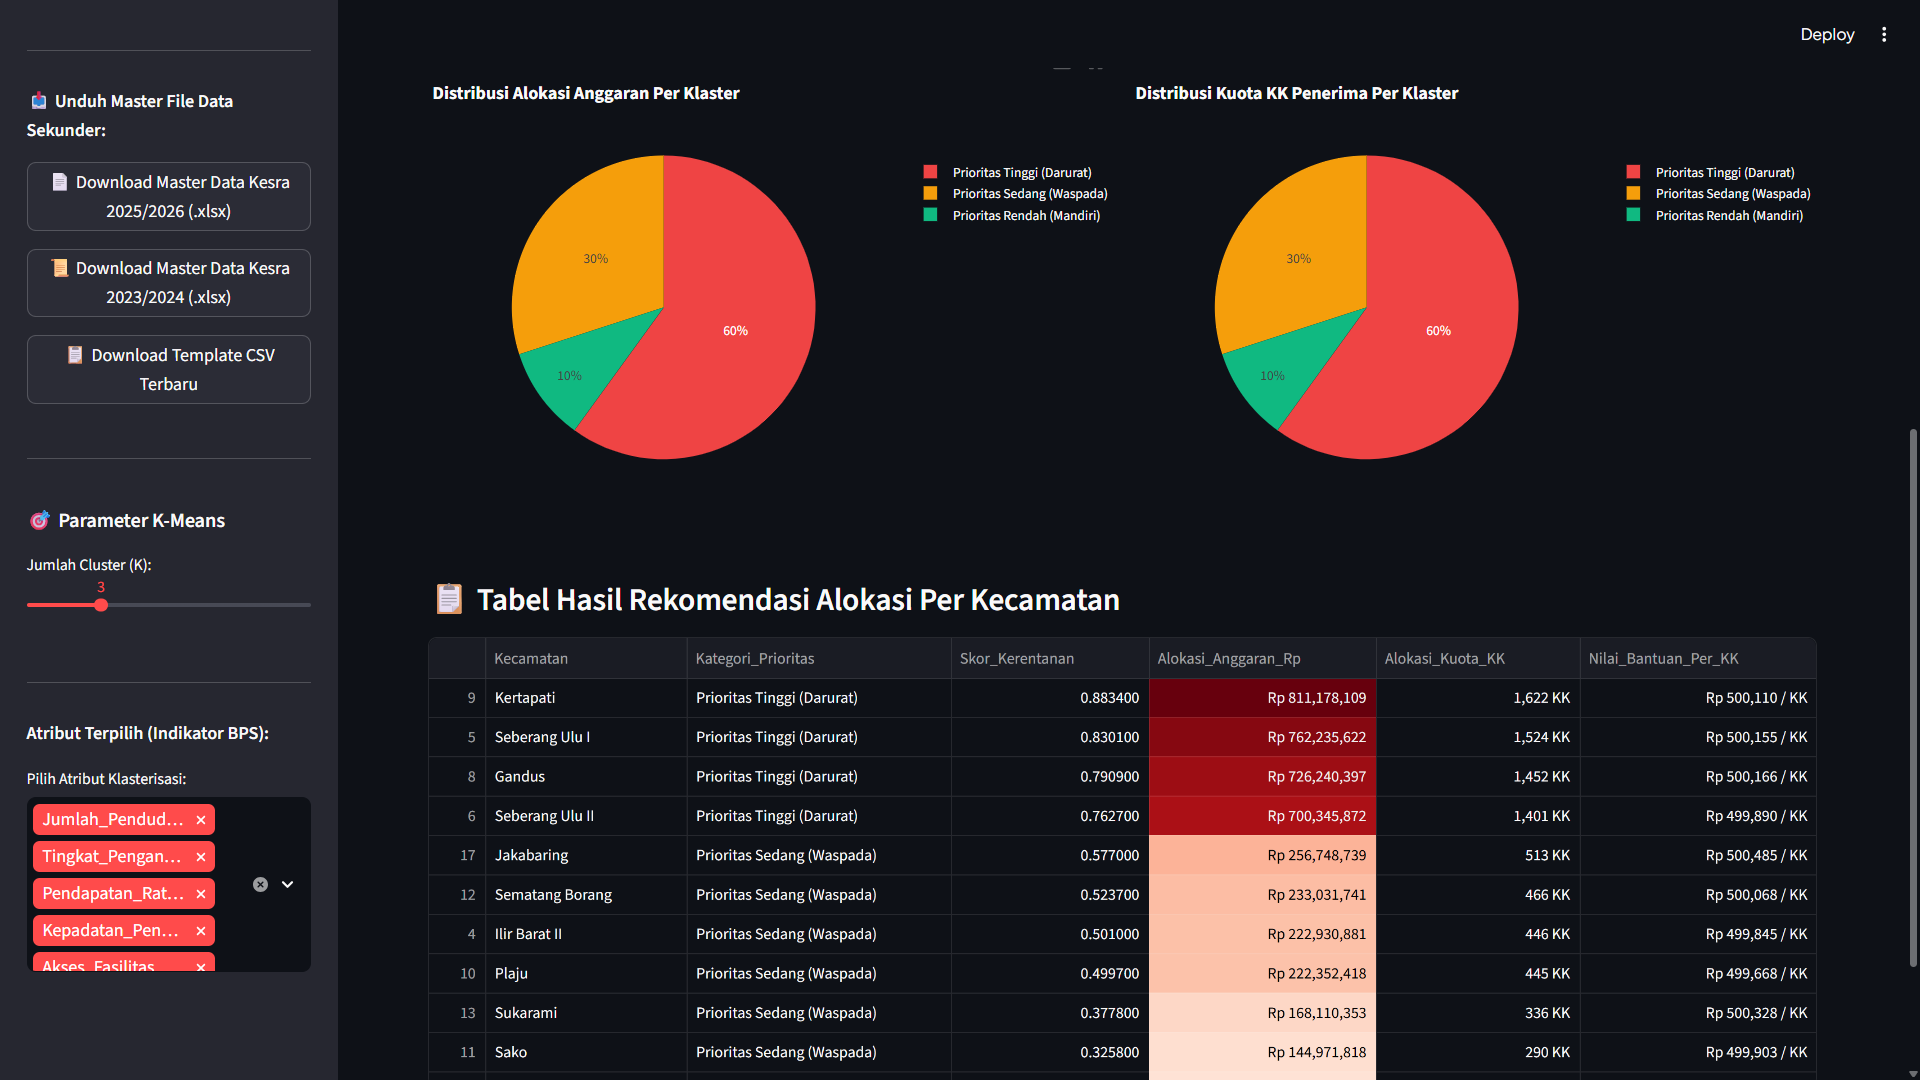 Deploy
Unduh Master File Data
Sekunder:
Download Master Data Kesra
2025/2026 (.xlsx)
Download Master Data Kesra
2023/2024 (.xlsx)
Download Template CSV
Terbaru
Parameter K-Means
Jumlah Cluster (K):
3
Atribut Terpilih (Indikator BPS):
Pilih Atribut Klasterisasi:
Jumlah_Pendud...
Tingkat_Pengan...
Pendapatan_Rat...
Kepadatan_Pen...
Akses_Fasilitas
Distribusi Alokasi Anggaran Per Klaster
30%
60%
10%
Prioritas Tinggi (Darurat)
Prioritas Sedang (Waspada)
Prioritas Rendah (Mandiri)
Distribusi Kuota KK Penerima Per Klaster
30%
60%
10%
Prioritas Tinggi (Darurat)
Prioritas Sedang (Waspada)
Prioritas Rendah (Mandiri)
Tabel Hasil Rekomendasi Alokasi Per Kecamatan
Kecamatan Kategori_Prioritas Skor_Kerentanan Alokasi_Anggaran_Rp Alokasi_Kuota_KK Nilai_Bantuan_Per_KK
9 Kertapati Prioritas Tinggi (Darurat) 0.883400 Rp 811,178,109 1,622 KK Rp 500,110 / KK
5 Seberang Ulu I Prioritas Tinggi (Darurat) 0.830100 Rp 762,235,622 1,524 KK Rp 500,155 / KK
8 Gandus Prioritas Tinggi (Darurat) 0.790900 Rp 726,240,397 1,452 KK Rp 500,166 / KK
6 Seberang Ulu II Prioritas Tinggi (Darurat) 0.762700 Rp 700,345,872 1,401 KK Rp 499,890 / KK
17 Jakabaring Prioritas Sedang (Waspada) 0.577000 Rp 256,748,739 513 KK Rp 500,485 / KK
12 Sematang Borang Prioritas Sedang (Waspada) 0.523700 Rp 233,031,741 466 KK Rp 500,068 / KK
4 Ilir Barat II Prioritas Sedang (Waspada) 0.501000 Rp 222,930,881 446 KK Rp 499,845 / KK
10 Plaju Prioritas Sedang (Waspada) 0.499700 Rp 222,352,418 445 KK Rp 499,668 / KK
13 Sukarami Prioritas Sedang (Waspada) 0.377800 Rp 168,110,353 336 KK Rp 500,328 / KK
11 Sako Prioritas Sedang (Waspada) 0.325800 Rp 144,971,818 290 KK Rp 499,903 / KK